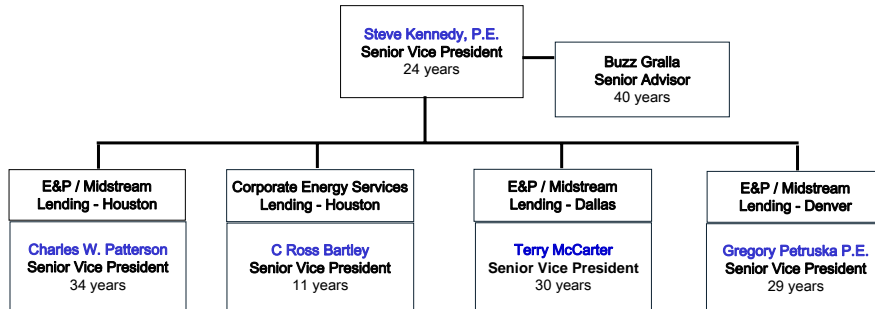 Steve Kennedy, P.E.
Senior Vice President
24 years
Buzz Gralla
Senior Advisor
40 years
E&P / Midstream
Lending - Houston
Charles W. Patterson
Senior Vice President
34 years
Corporate Energy Services
Lending - Houston
C Ross Bartley
Senior Vice President
11 years
E&P / Midstream
Lending - Dallas
Terry McCarter
Senior Vice President
30 years
E&P / Midstream
Lending - Denver
Gregory Petruska P.E.
Senior Vice President
29 years